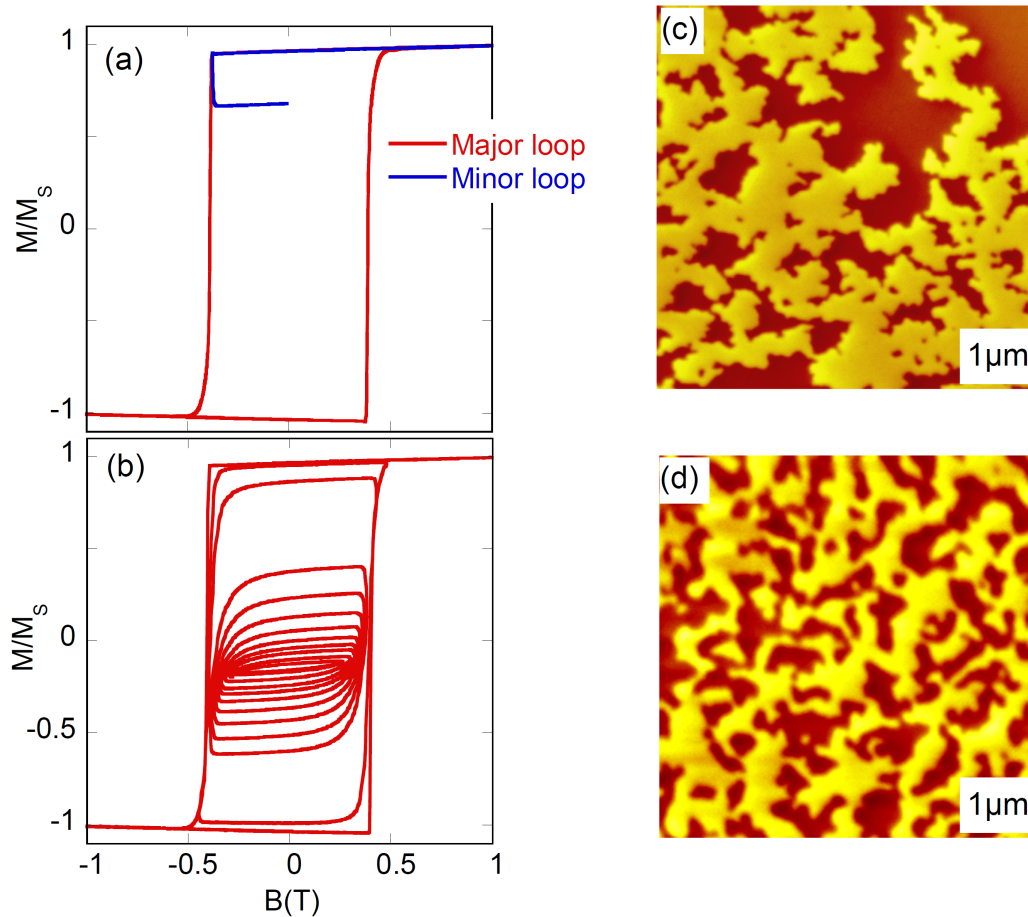 (a)
1
0
-1
M/M_S
Major loop
Minor loop
(b)
1
0
-0.5
-1
M/M_S
-1 -0.5 0 0.5 1
B(T)
(c)
1µm
(d)
1µm